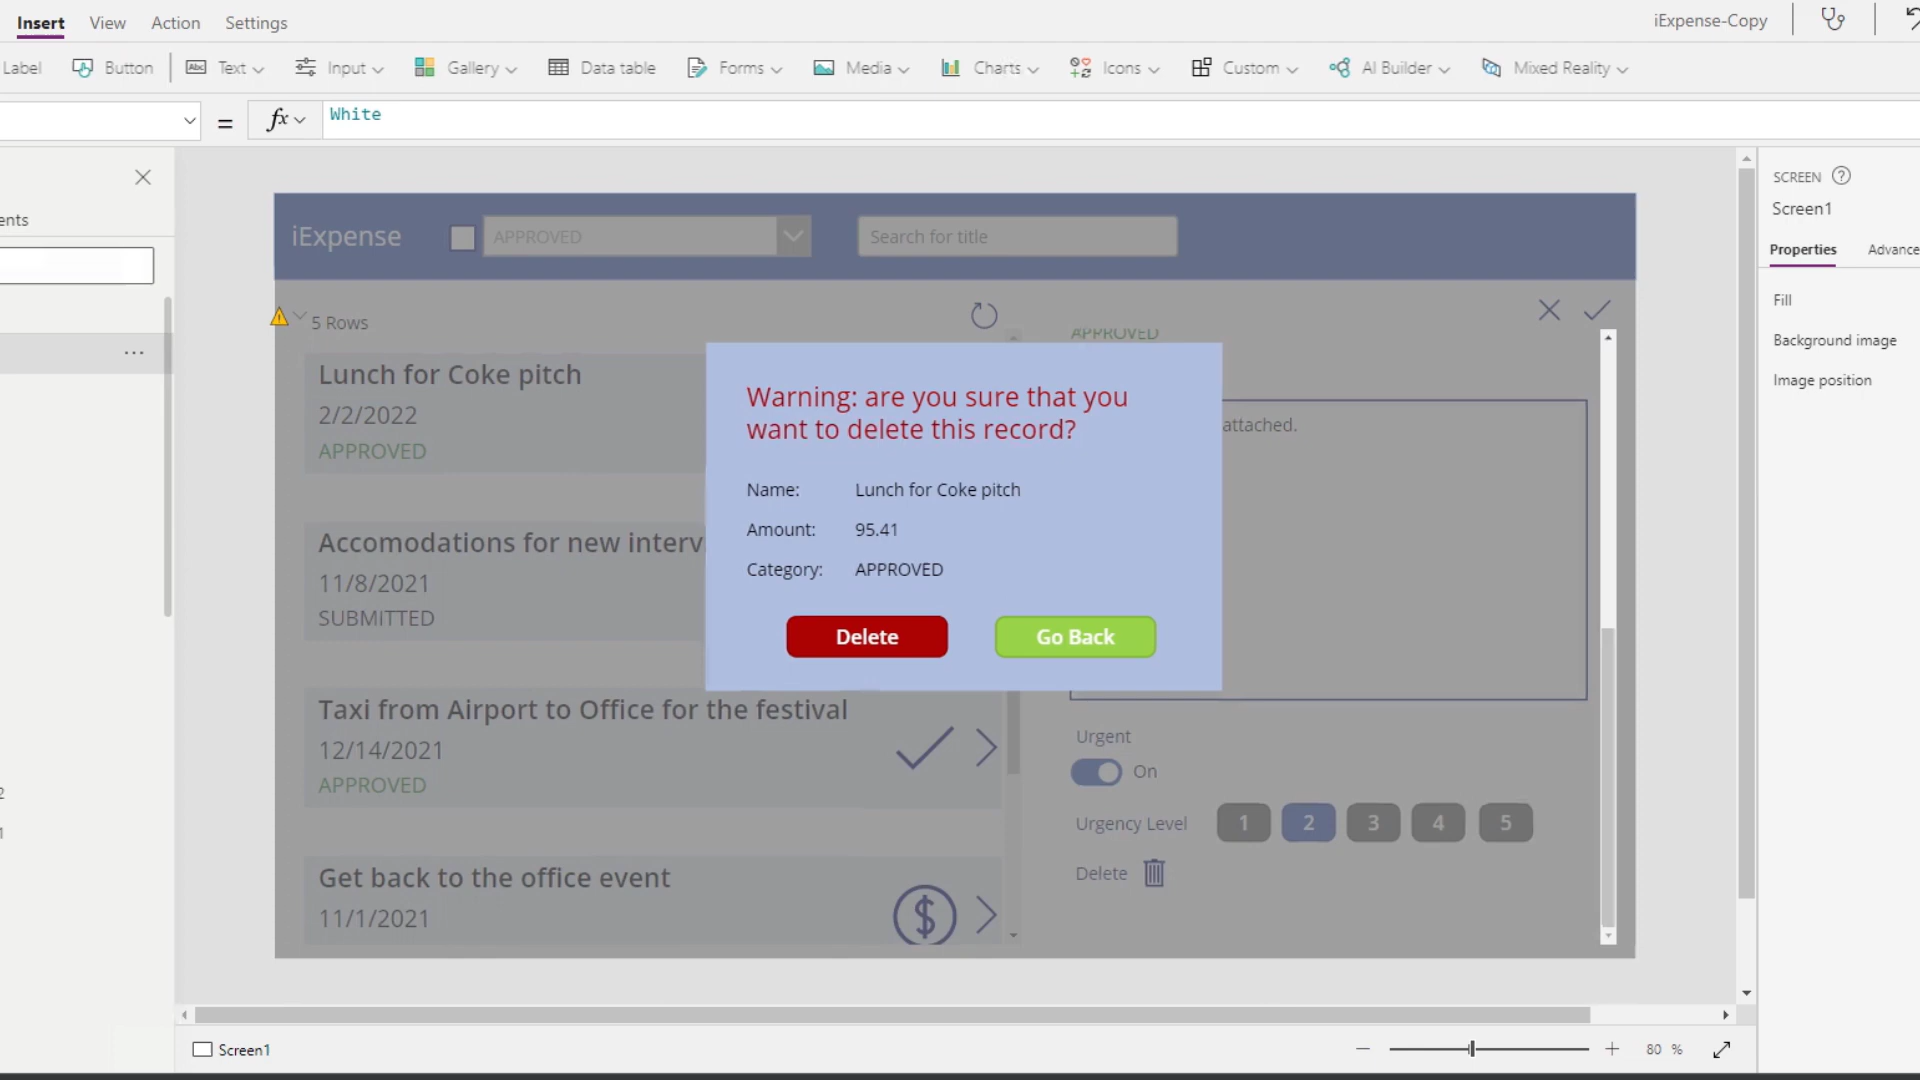 Insert View Action Settings iExpense-Copy
Label Button Text Input Gallery Data table Forms Media Charts Icons Custom AI Builder Mixed Reality
= fx White
SCREEN
Screen1
ents
Properties Advance
Fill
Background image
Image position
iExpense APPROVED Search for title
5 Rows
APPROVED
Lunch for Coke pitch
2/2/2022
APPROVED
attached.
Accomodations for new interv
11/8/2021
SUBMITTED
Warning: are you sure that you
want to delete this record?
Name: Lunch for Coke pitch
Amount: 95.41
Category: APPROVED
Delete Go Back
Taxi from Airport to Office for the festival
12/14/2021
APPROVED
Urgent
On
Urgency Level 1 2 3 4 5
Delete
Get back to the office event
11/1/2021
$
2
1
Screen1
80 %